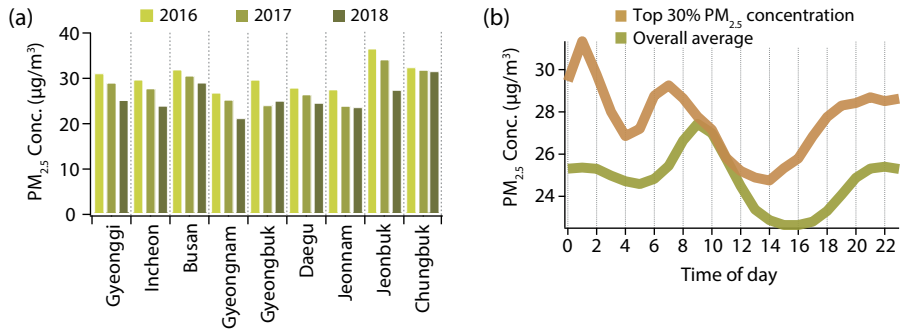 (a)
2016 2017 2018
PM2.5 Conc. (μg/m³)
40
30
20
10
0
Gyeonggi
Incheon
Busan
Gyeongnam
Gyeongbuk
Daegu
Jeonnam
Jeonbuk
Chungbuk
(b)
Top 30% PM2.5 concentration
Overall average
PM2.5 Conc. (μg/m³)
30
28
26
24
0 2 4 6 8 10 12 14 16 18 20 22
Time of day